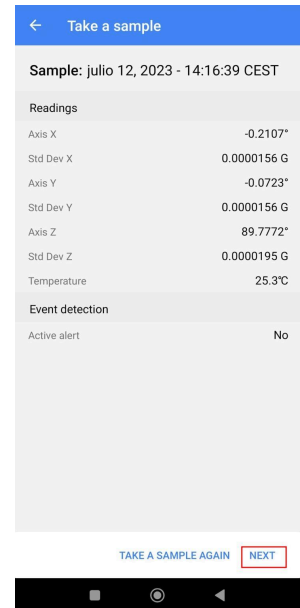 Take a sample
Sample: julio 12, 2023 - 14:16:39 CEST
Readings
Axis X -0.2107°
Std Dev X 0.0000156 G
Axis Y -0.0723°
Std Dev Y 0.0000156 G
Axis Z 89.7772°
Std Dev Z 0.0000195 G
Temperature 25.3°C
Event detection
Active alert No
TAKE A SAMPLE AGAIN NEXT